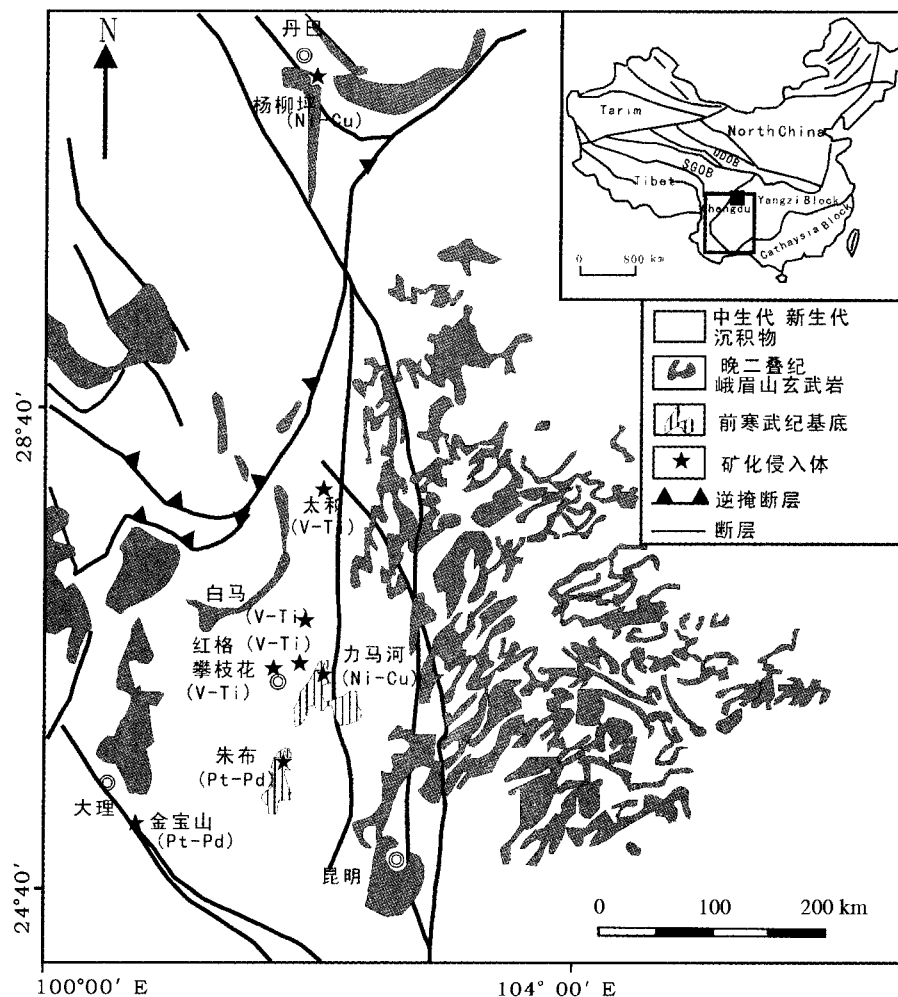 N
丹巴
杨柳坪
(Ni-Cu)
Tarim
North China
QDOB
SGOB
Tibet
Yangzi Block
Chengdu
Cathaysia Block
0 800 km
中生代 新生代
沉积物
晚二叠纪
峨眉山玄武岩
前寒武纪基底
矿化侵入体
逆掩断层
断层
28°40′
太和
(V-Ti)
白马
(V-Ti)
红格 (V-Ti)
攀枝花
(V-Ti)
力马河
(Ni-Cu)
朱布
(Pt-Pd)
大理
金宝山
(Pt-Pd)
昆明
24°40′
0 100 200 km
100°00′ E
104° 00′ E